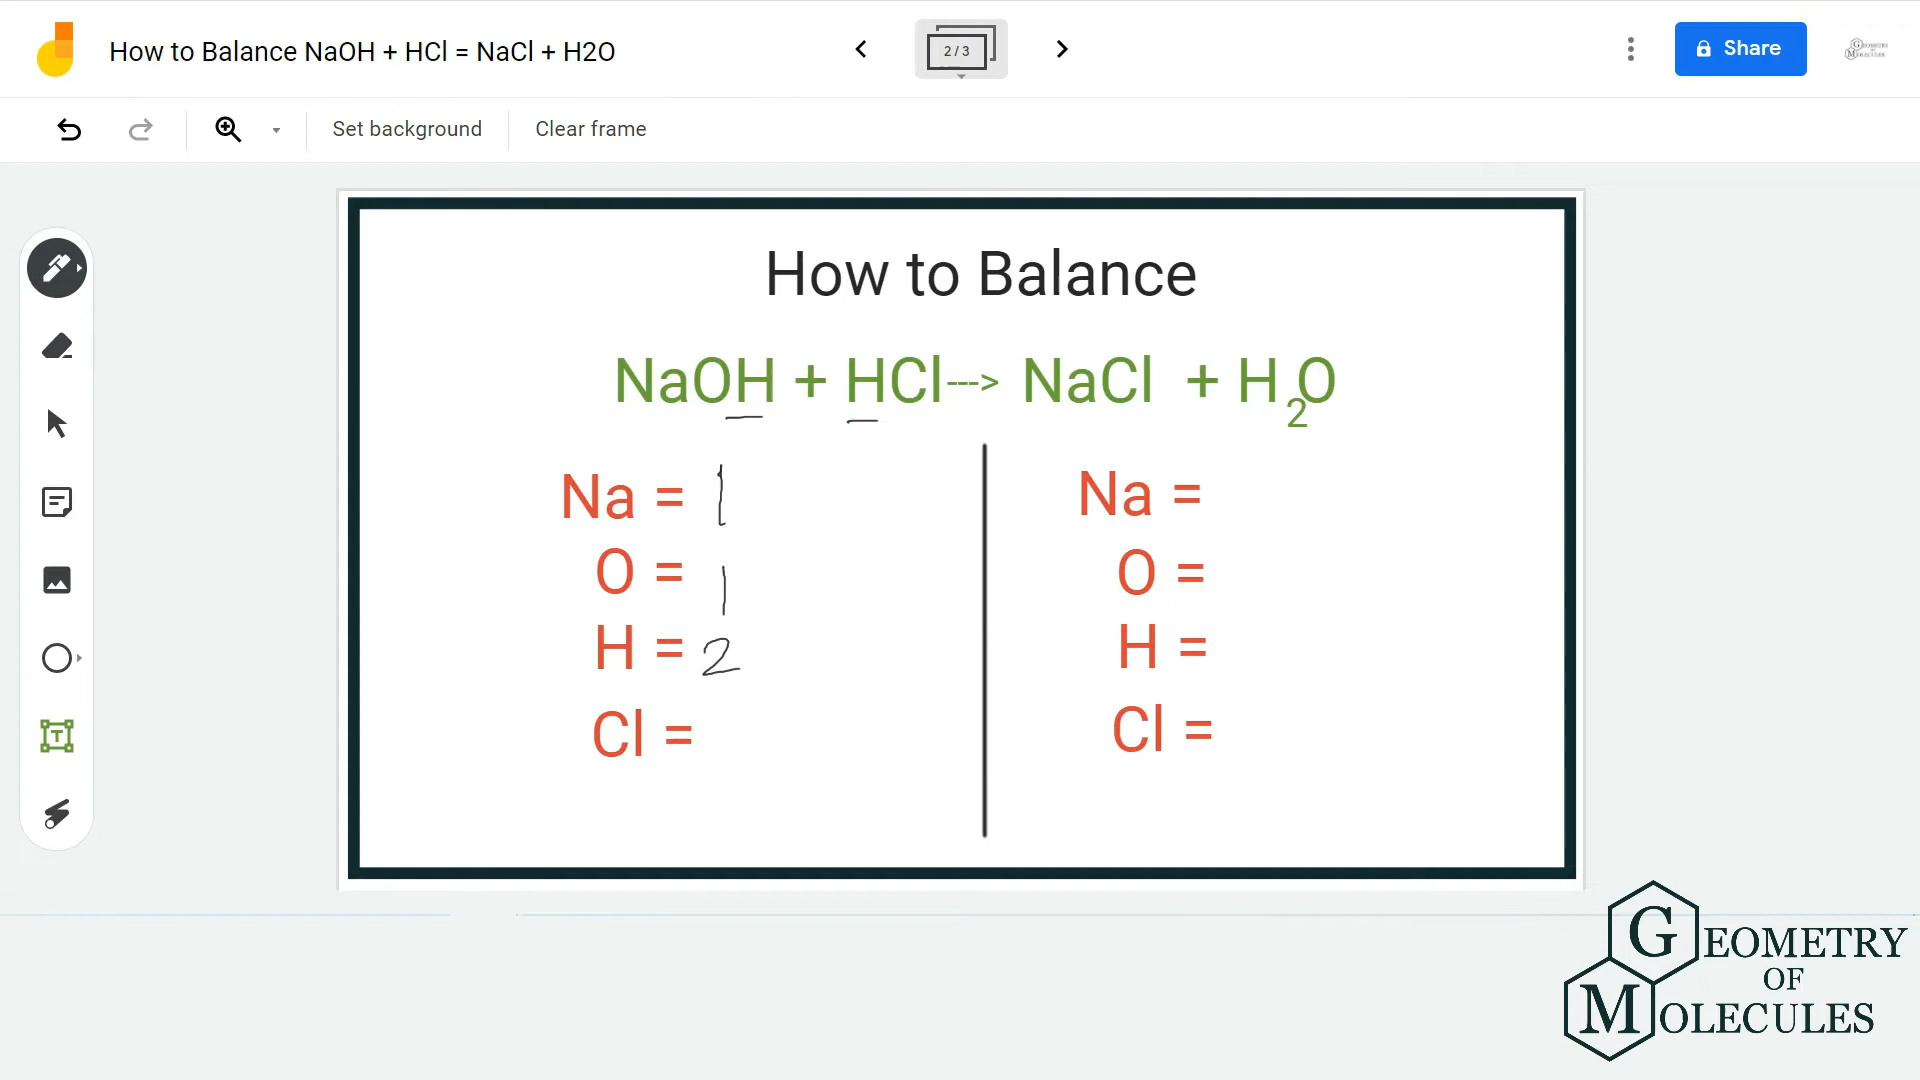 How to Balance NaOH + HCl = NaCl + H2O
2 / 3
Share
Set background
Clear frame
How to Balance
NaOH + HCl---> NaCl + H2O
Na = 1
O = 1
H = 2
Cl =
Na =
O =
H =
Cl =
GEOMETRY
OF
MOLECULES